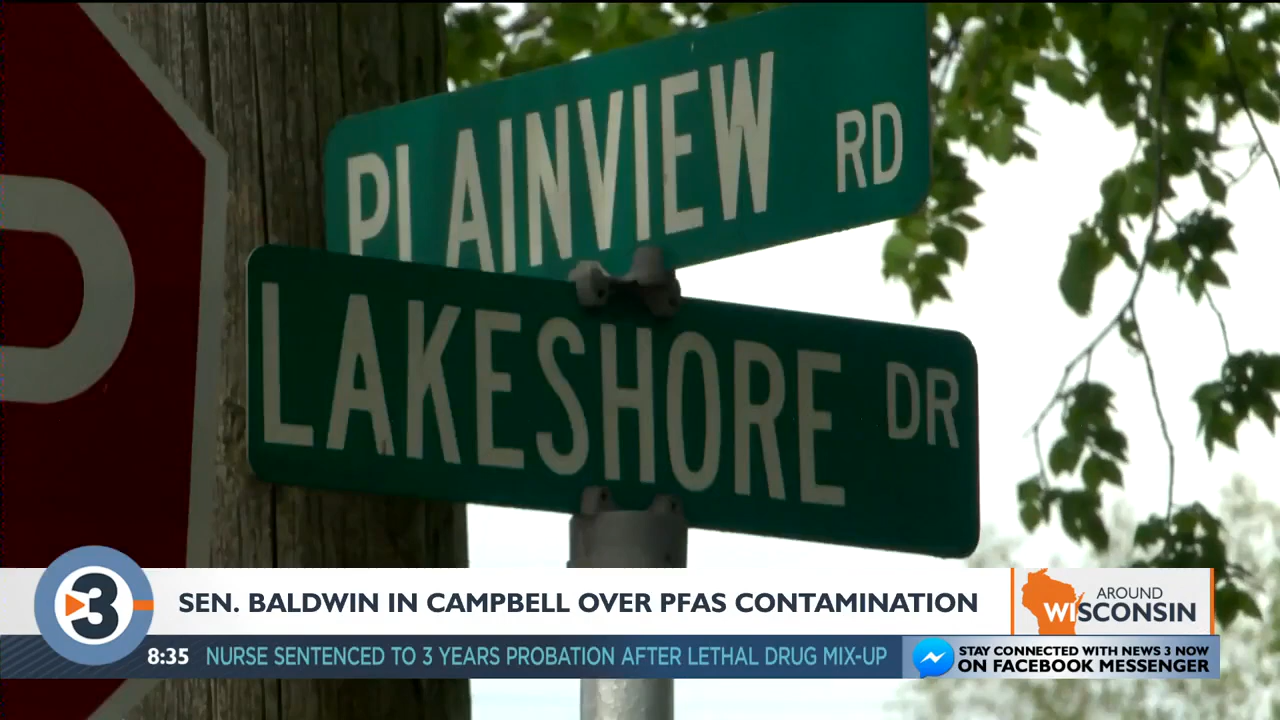 PLAINVIEW RD
LAKESHORE DR
P
3
SEN. BALDWIN IN CAMPBELL OVER PFAS CONTAMINATION
AROUND
WISCONSIN
8:35
NURSE SENTENCED TO 3 YEARS PROBATION AFTER LETHAL DRUG MIX-UP
STAY CONNECTED WITH NEWS 3 NOW
ON FACEBOOK MESSENGER